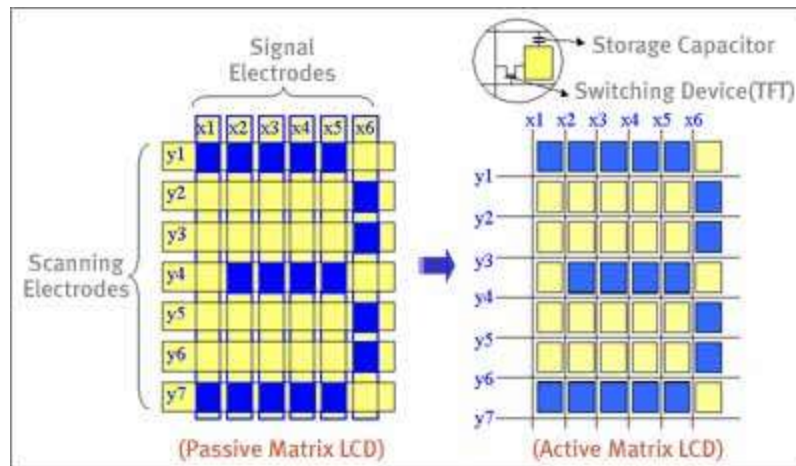 Signal
Electrodes
x1 x2 x3 x4 x5 x6
y1
y2
y3
y4
y5
y6
y7
Scanning
Electrodes
(Passive Matrix LCD)
Storage Capacitor
Switching Device(TFT)
x1 x2 x3 x4 x5 x6
y1
y2
y3
y4
y5
y6
y7
(Active Matrix LCD)